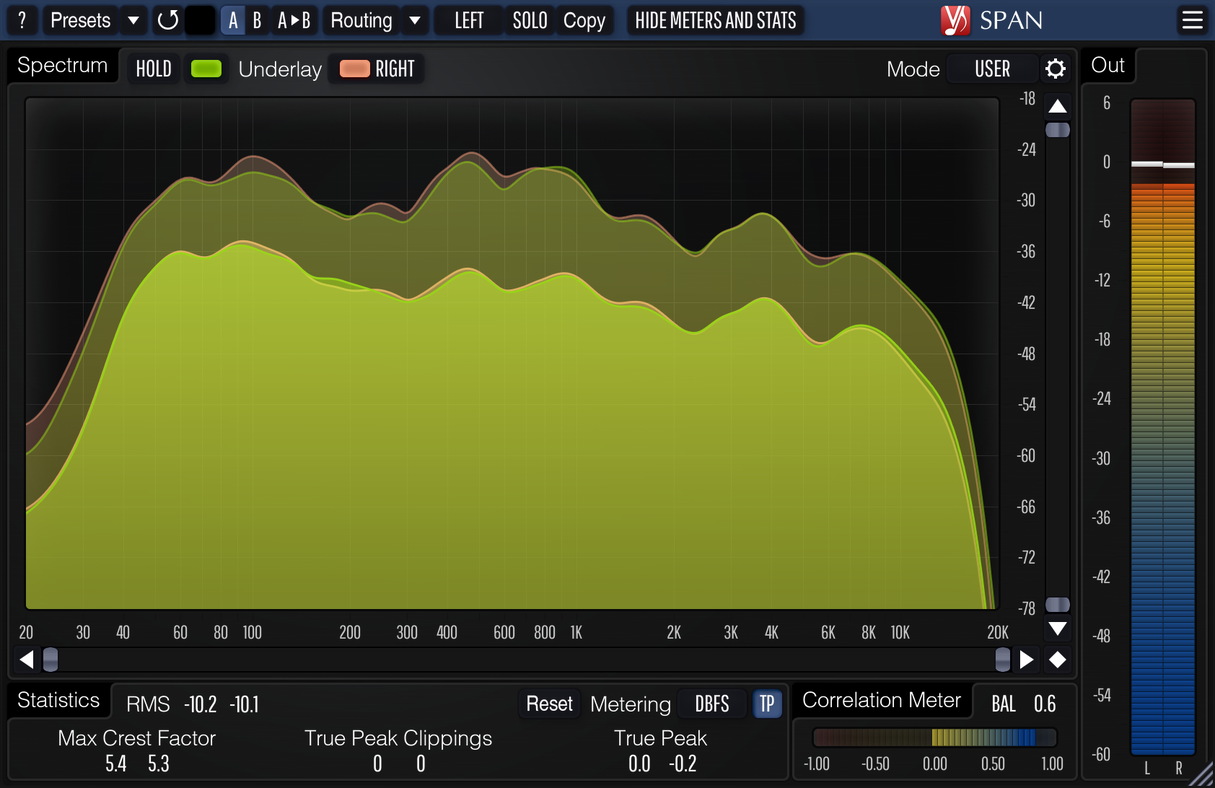 ? Presets A B A▸B Routing LEFT SOLO Copy HIDE METERS AND STATS SPAN
Spectrum HOLD Underlay RIGHT Mode USER Out
-18
-24
-30
-36
-42
-48
-54
-60
-66
-72
-78
20 30 40 60 80 100 200 300 400 600 800 1K 2K 3K 4K 6K 8K 10K 20K
6
0
-6
-12
-18
-24
-30
-36
-42
-48
-54
-60
L R
Statistics RMS -10.2 -10.1 Reset Metering DBFS TP
Max Crest Factor True Peak Clippings True Peak
5.4 5.3 0 0 0.0 -0.2
Correlation Meter BAL 0.6
-1.00 -0.50 0.00 0.50 1.00